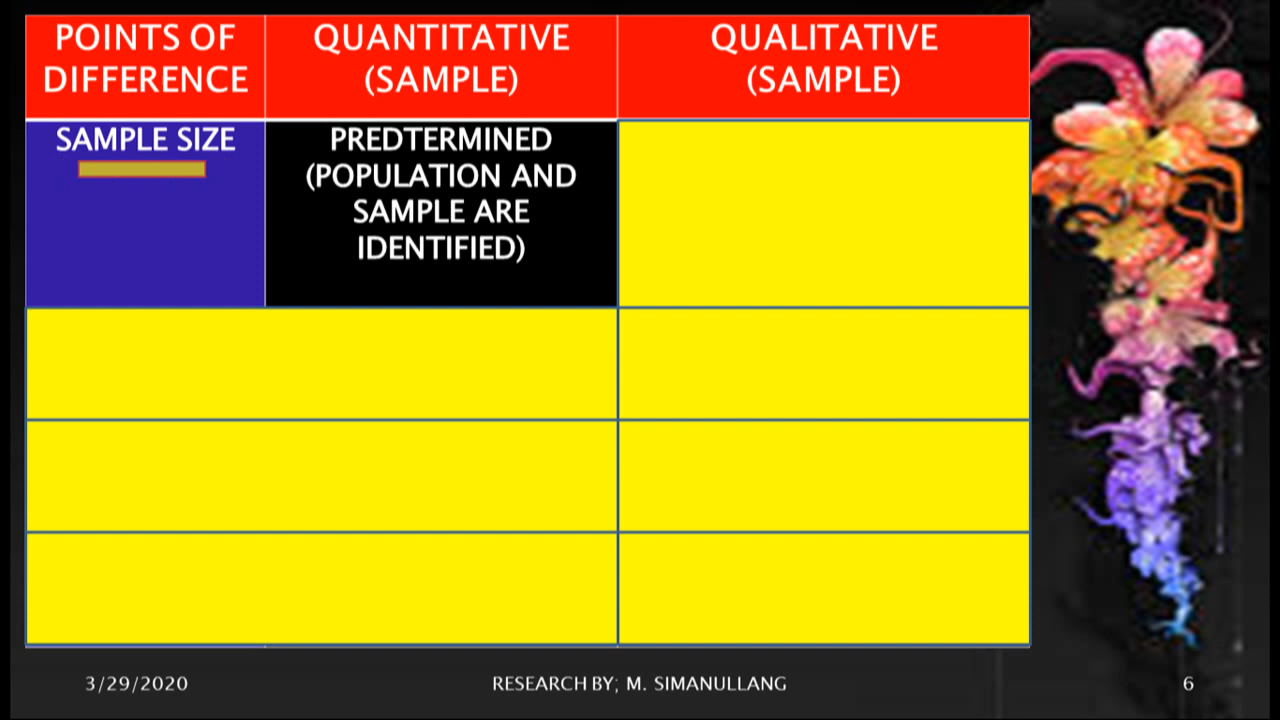 POINTS OF
DIFFERENCE
QUANTITATIVE
(SAMPLE)
QUALITATIVE
(SAMPLE)
SAMPLE SIZE
PREDTERMINED
(POPULATION AND
SAMPLE ARE
IDENTIFIED)
3/29/2020
RESEARCH BY; M. SIMANULLANG
6